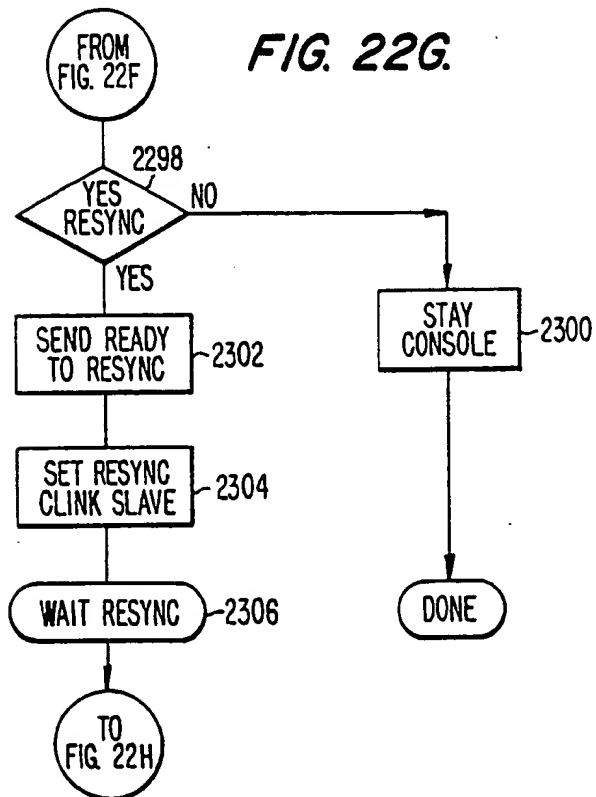 FROM
FIG. 22F
FIG. 22G.
2298
YES
RESYNC
NO
YES
SEND READY
TO RESYNC
2302
STAY
CONSOLE
2300
SET RESYNC
CLINK SLAVE
2304
WAIT RESYNC
2306
DONE
TO
FIG. 22H